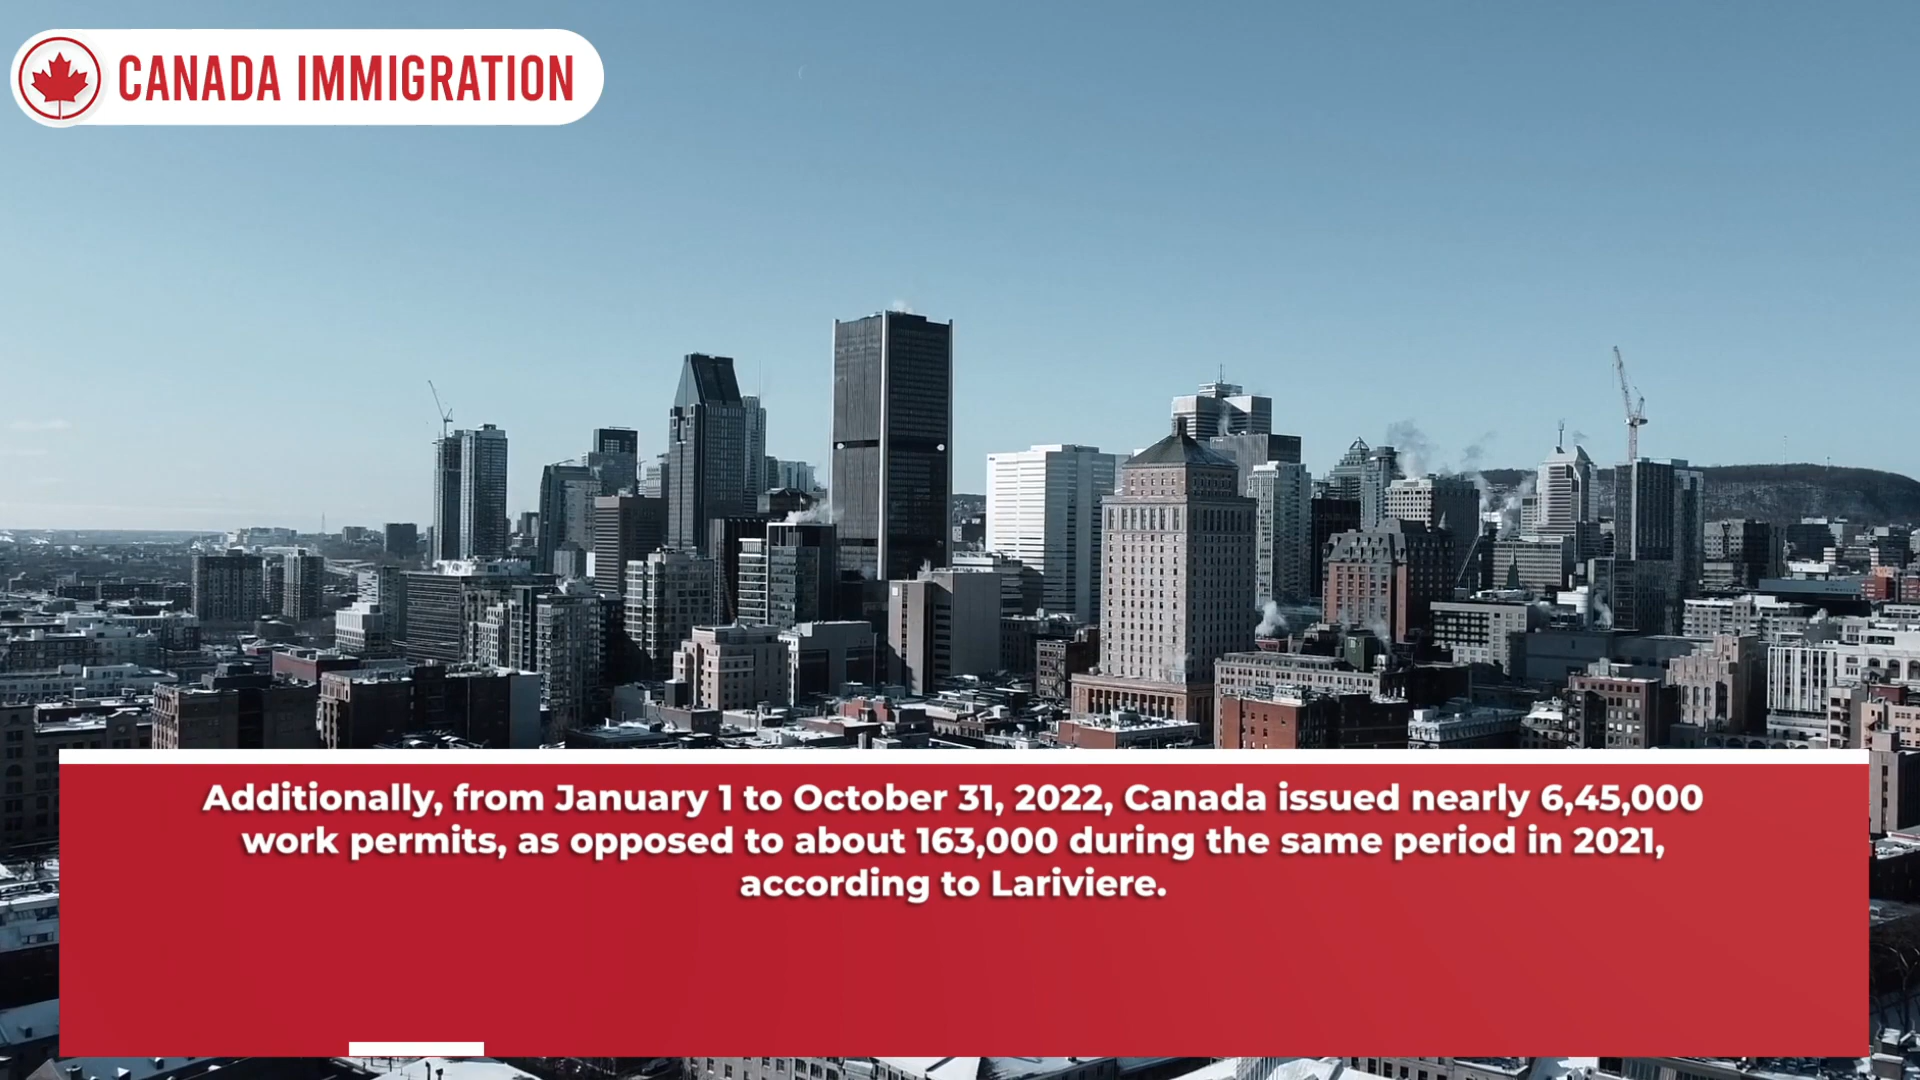 CANADA IMMIGRATION
Additionally, from January 1 to October 31, 2022, Canada issued nearly 6,45,000
work permits, as opposed to about 163,000 during the same period in 2021,
according to Lariviere.